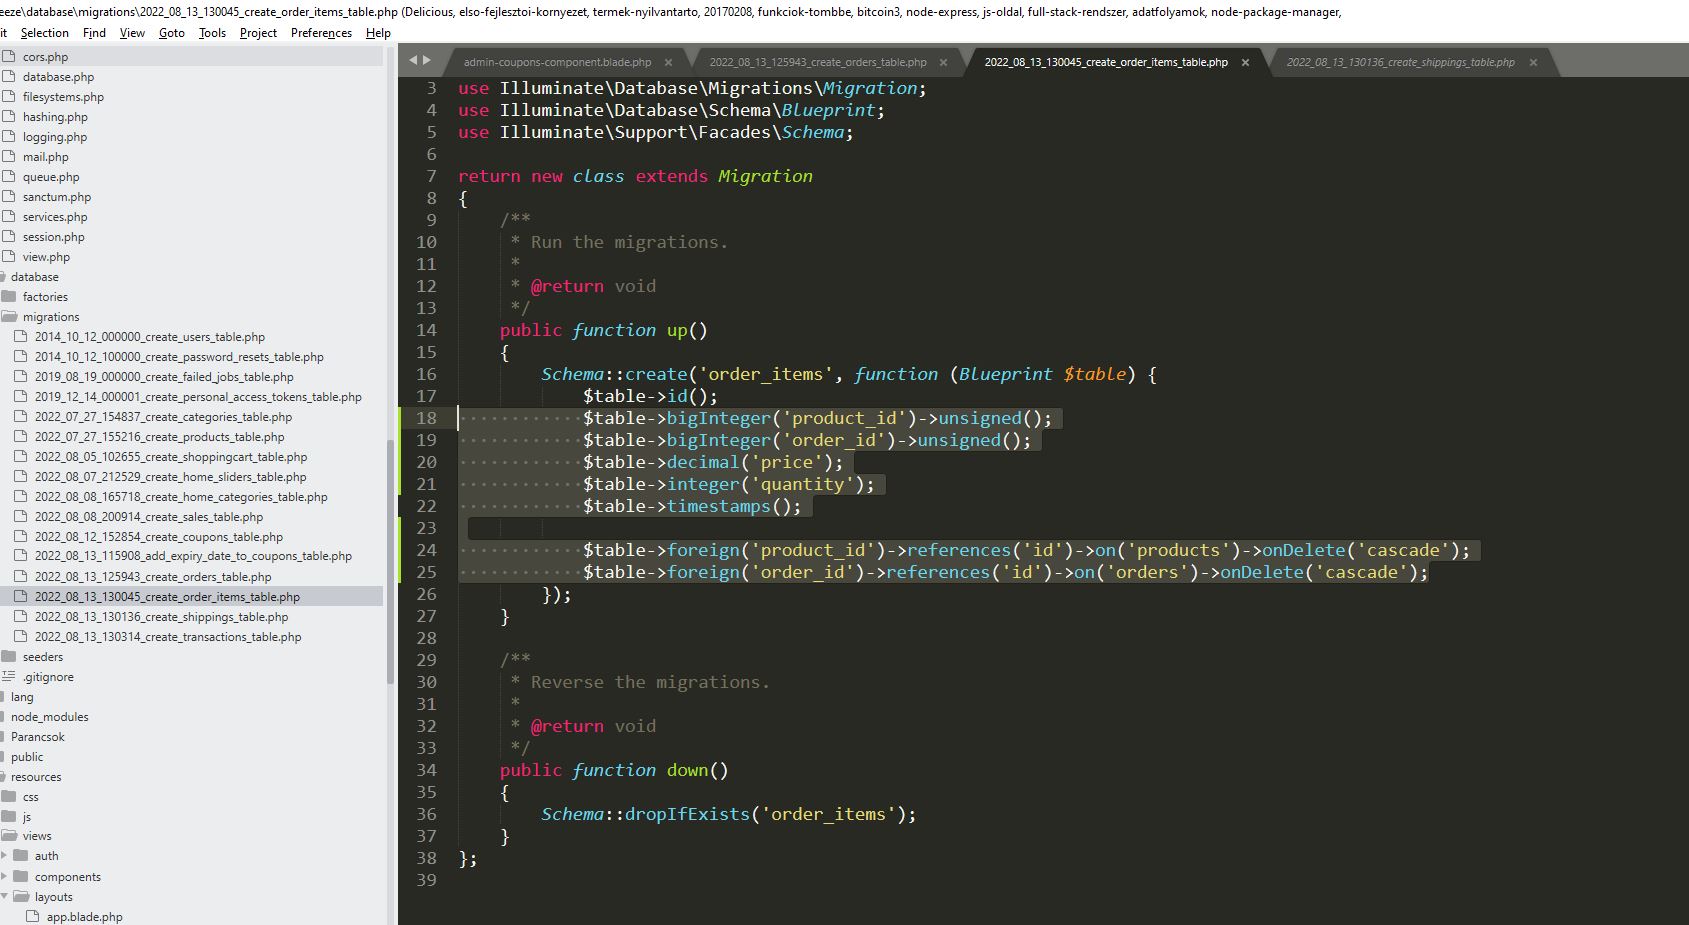 eeze\database\migrations\2022_08_13_130045_create_order_items_table.php (Delicious, elso-fejlesztoi-kornyezet, termek-nyilvantarto, 20170208, funkciok-tombbe, bitcoin3, node-express, js-oldal, full-stack-rendszer, adatfolyamok, node-package-manager,
it Selection Find View Goto Tools Project Preferences Help
cors.php
database.php
filesystems.php
hashing.php
logging.php
mail.php
queue.php
sanctum.php
services.php
session.php
view.php
database
factories
migrations
2014_10_12_000000_create_users_table.php
2014_10_12_100000_create_password_resets_table.php
2019_08_19_000000_create_failed_jobs_table.php
2019_12_14_000001_create_personal_access_tokens_table.php
2022_07_27_154837_create_categories_table.php
2022_07_27_155216_create_products_table.php
2022_08_05_102655_create_shoppingcart_table.php
2022_08_07_212529_create_home_sliders_table.php
2022_08_08_165718_create_home_categories_table.php
2022_08_08_200914_create_sales_table.php
2022_08_12_152854_create_coupons_table.php
2022_08_13_115908_add_expiry_date_to_coupons_table.php
2022_08_13_125943_create_orders_table.php
2022_08_13_130045_create_order_items_table.php
2022_08_13_130136_create_shippings_table.php
2022_08_13_130314_create_transactions_table.php
seeders
.gitignore
lang
node_modules
Parancsok
public
resources
css
js
views
auth
components
layouts
app.blade.php
admin-coupons-component.blade.php × 2022_08_13_125943_create_orders_table.php × 2022_08_13_130045_create_order_items_table.php × 2022_08_13_130136_create_shippings_table.php ×
3 use Illuminate\Database\Migrations\Migration;
4 use Illuminate\Database\Schema\Blueprint;
5 use Illuminate\Support\Facades\Schema;
6
7 return new class extends Migration
8 {
9 /**
10 * Run the migrations.
11 *
12 * @return void
13 */
14 public function up()
15 {
16 Schema::create('order_items', function (Blueprint $table) {
17 $table->id();
18 $table->bigInteger('product_id')->unsigned();
19 $table->bigInteger('order_id')->unsigned();
20 $table->decimal('price');
21 $table->integer('quantity');
22 $table->timestamps();
23
24 $table->foreign('product_id')->references('id')->on('products')->onDelete('cascade');
25 $table->foreign('order_id')->references('id')->on('orders')->onDelete('cascade');
26 });
27 }
28
29 /**
30 * Reverse the migrations.
31 *
32 * @return void
33 */
34 public function down()
35 {
36 Schema::dropIfExists('order_items');
37 }
38 };
39